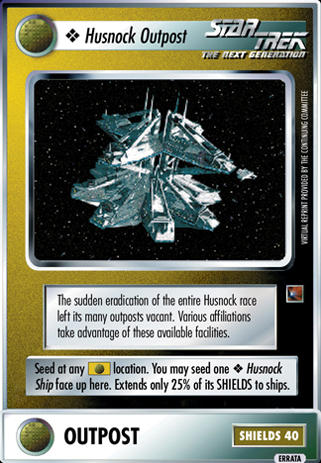 ❖ Husnock Outpost
STAR TREK
THE NEXT GENERATION
VIRTUAL REPRINT PROVIDED BY THE CONTINUING COMMITTEE
The sudden eradication of the entire Husnock race
left its many outposts vacant. Various affiliations
take advantage of these available facilities.
Seed at any location. You may seed one ❖ Husnock
Ship face up here. Extends only 25% of its SHIELDS to ships.
OUTPOST
SHIELDS 40
ERRATA